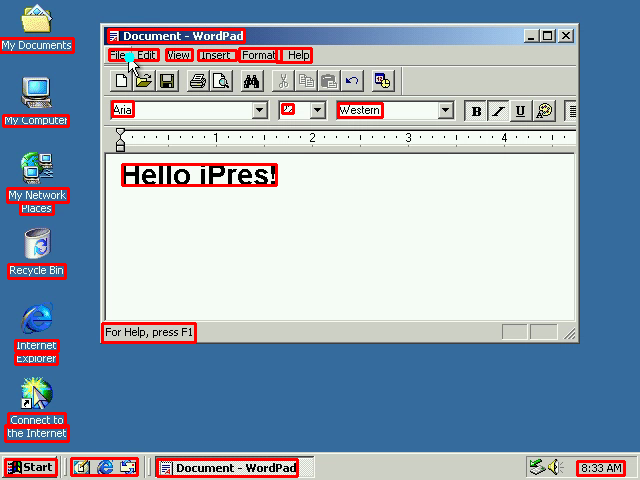 My Documents
My Computer
My Network
Places
Recycle Bin
Internet
Explorer
Connect to
the Internet
Document - WordPad
File Edit View Insert Format Help
Arial
Western
B I U
1 2 3 4
Hello iPres!
For Help, press F1
Start
Document - WordPad
8:33 AM